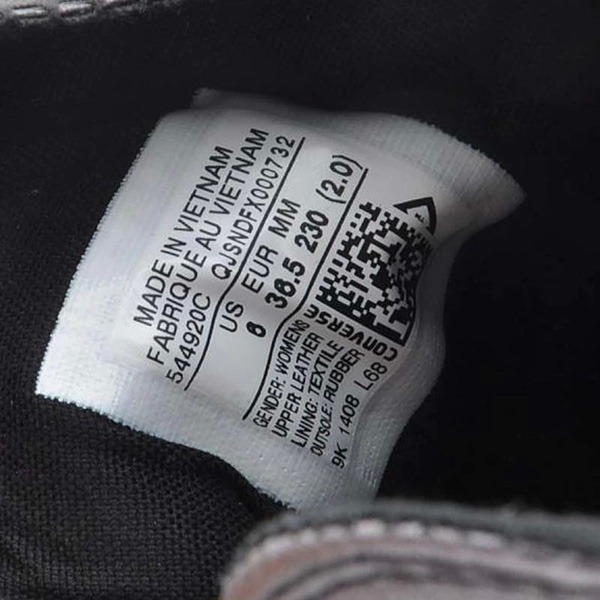 MADE IN VIETNAM
FABRIQUE AU VIETNAM
544920C QJSNDFX000732
US EUR MM
6 36.5 230 (2.0)
CONVERSE
GENDER: WOMENS
UPPER LEATHER
LINING: TEXTILE
OUTSOLE: RUBBER
9K 1408 L68